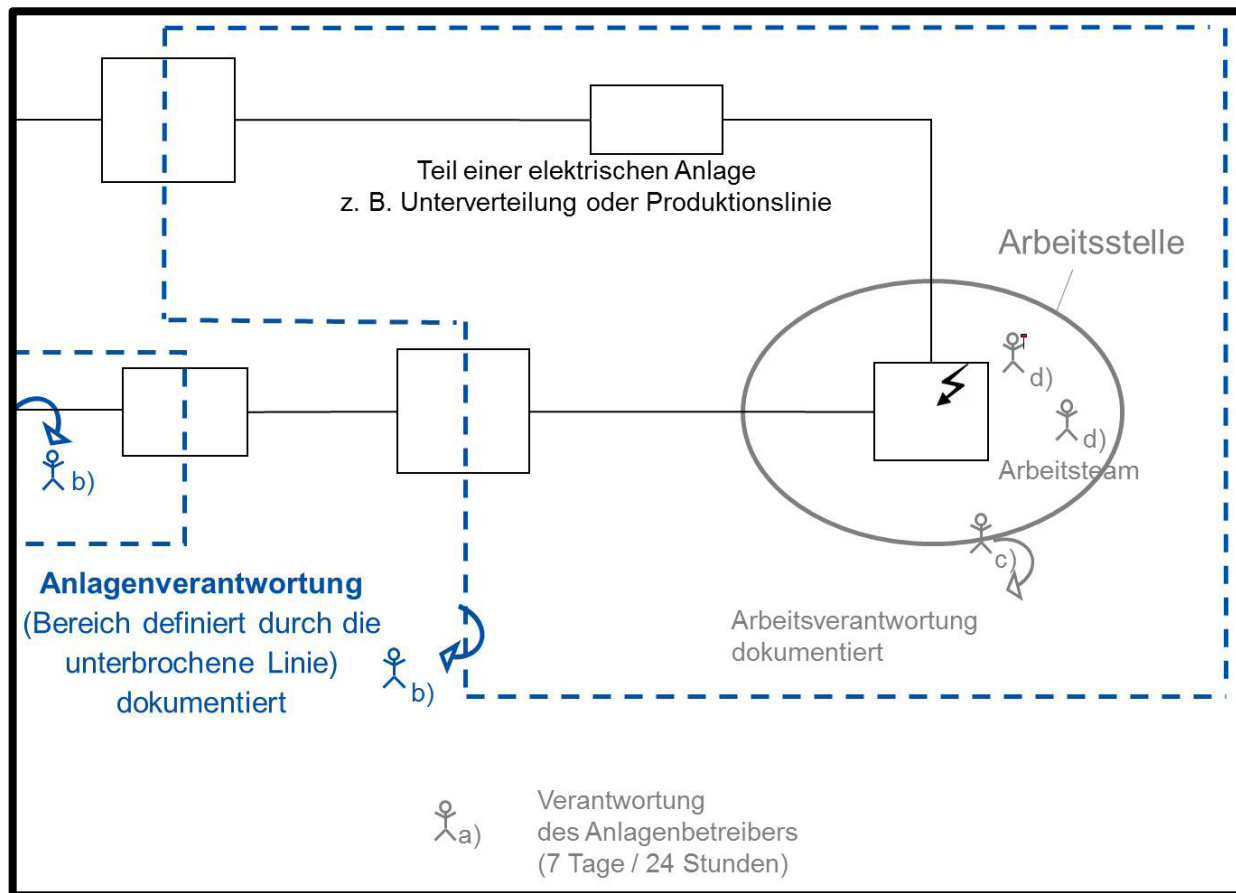 Teil einer elektrischen Anlage
z. B. Unterverteilung oder Produktionslinie
Arbeitsstelle
d)
d)
Arbeitsteam
b)
c)
Anlagenverantwortung
(Bereich definiert durch die
unterbrochene Linie)
dokumentiert
b)
Arbeitsverantwortung
dokumentiert
a)
Verantwortung
des Anlagenbetreibers
(7 Tage / 24 Stunden)